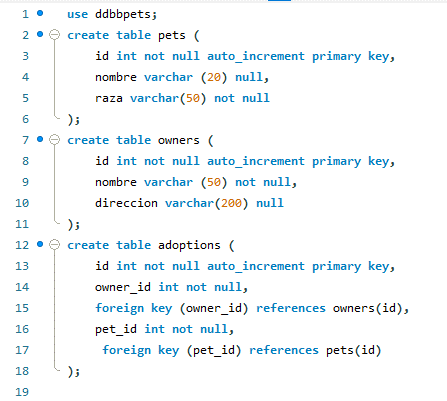 1 use ddbbpets;
2 create table pets (
3 id int not null auto_increment primary key,
4 nombre varchar (20) null,
5 raza varchar(50) not null
6 );
7 create table owners (
8 id int not null auto_increment primary key,
9 nombre varchar (50) not null,
10 direccion varchar(200) null
11 );
12 create table adoptions (
13 id int not null auto_increment primary key,
14 owner_id int not null,
15 foreign key (owner_id) references owners(id),
16 pet_id int not null,
17 foreign key (pet_id) references pets(id)
18 );
19